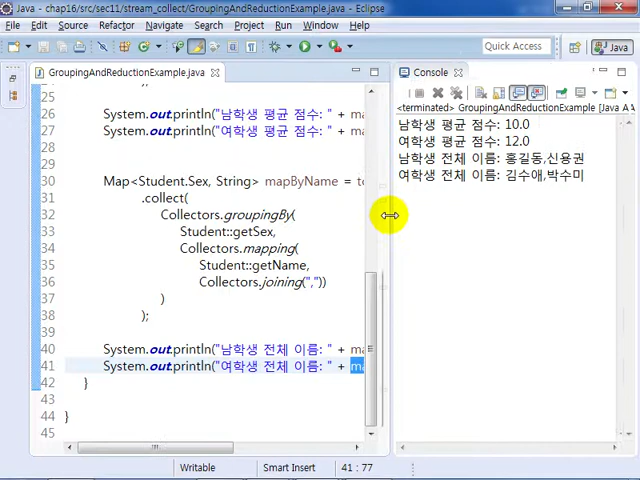 Java - chap16/src/sec11/stream_collect/GroupingAndReductionExample.java - Eclipse
File Edit Source Refactor Navigate Search Project Run Window Help
Quick Access
Java
GroupingAndReductionExample.java
25
26 System.out.println("남학생 평균 점수: " + ma
27 System.out.println("여학생 평균 점수: " + ma
28
29
30 Map<Student.Sex, String> mapByName = to
31 .collect(
32 Collectors.groupingBy(
33 Student::getSex,
34 Collectors.mapping(
35 Student::getName,
36 Collectors.joining(","))
37 )
38 );
39
40 System.out.println("남학생 전체 이름: " + ma
41 System.out.println("여학생 전체 이름: " + ma
42 }
43
44 }
45
Console
<terminated> GroupingAndReductionExample [Java A
남학생 평균 점수: 10.0
여학생 평균 점수: 12.0
남학생 전체 이름: 홍길동,신용권
여학생 전체 이름: 김수애,박수미
Writable
Smart Insert
41 : 77